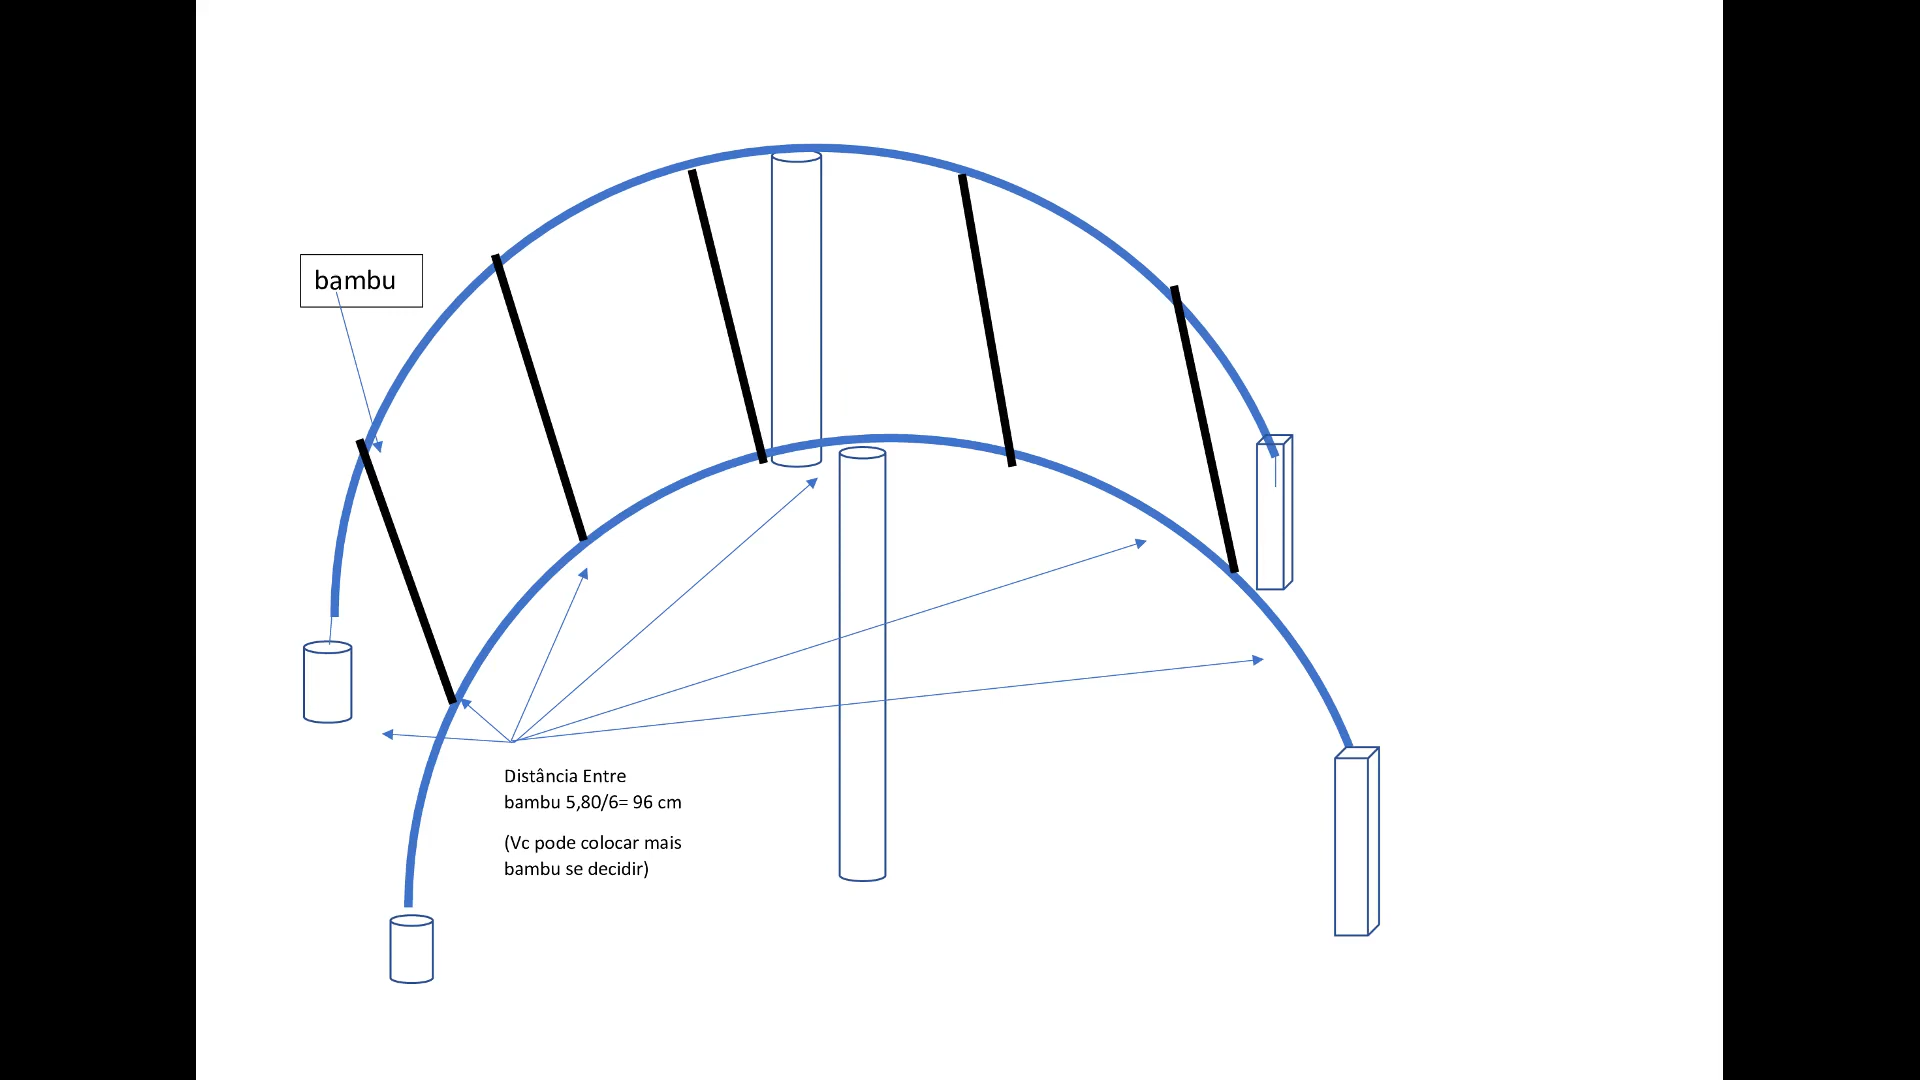 bambu
Distância Entre
bambu 5,80/6= 96 cm
(Vc pode colocar mais
bambu se decidir)